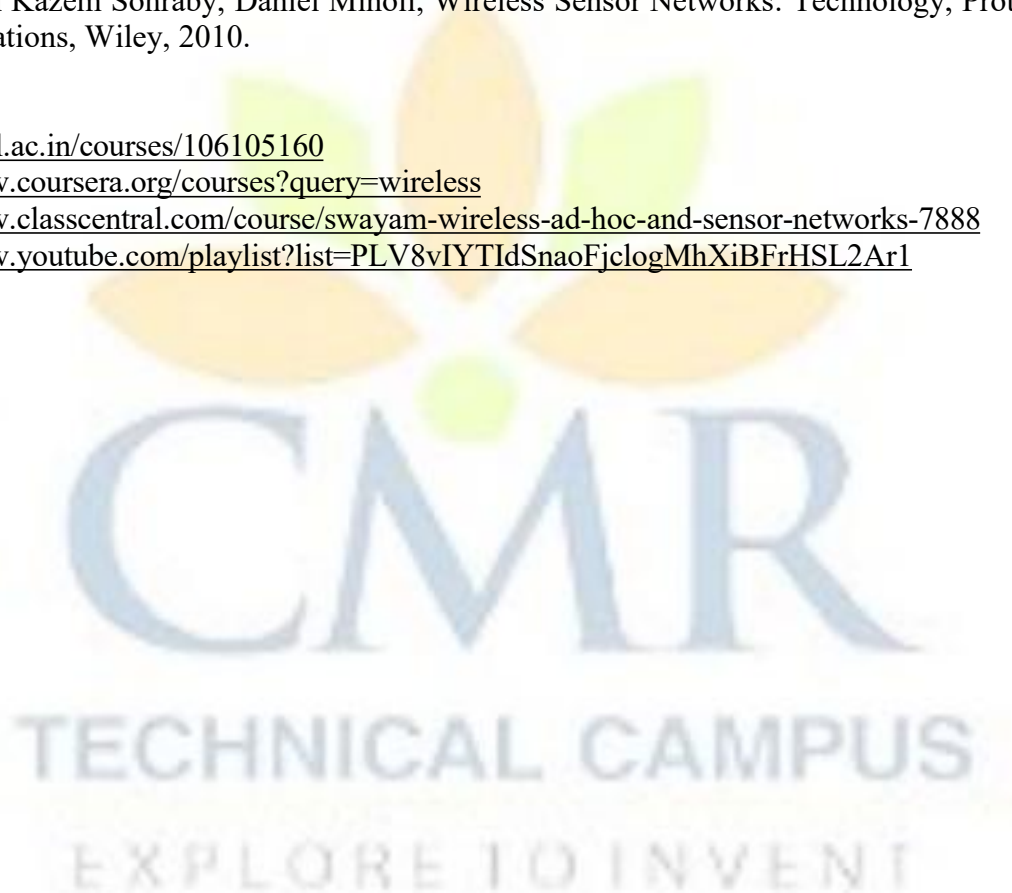 Kazem Sohraby, Daniel Minoli, Wireless Sensor Networks: Technology, Prot
ations, Wiley, 2010.
l.ac.in/courses/106105160
w.coursera.org/courses?query=wireless
w.classcentral.com/course/swayam-wireless-ad-hoc-and-sensor-networks-7888
w.youtube.com/playlist?list=PLV8vIYTIdSnaoFjclogMhXiBFrHSL2Ar1
CMR
TECHNICAL CAMPUS
EXPLORE TO INVENT